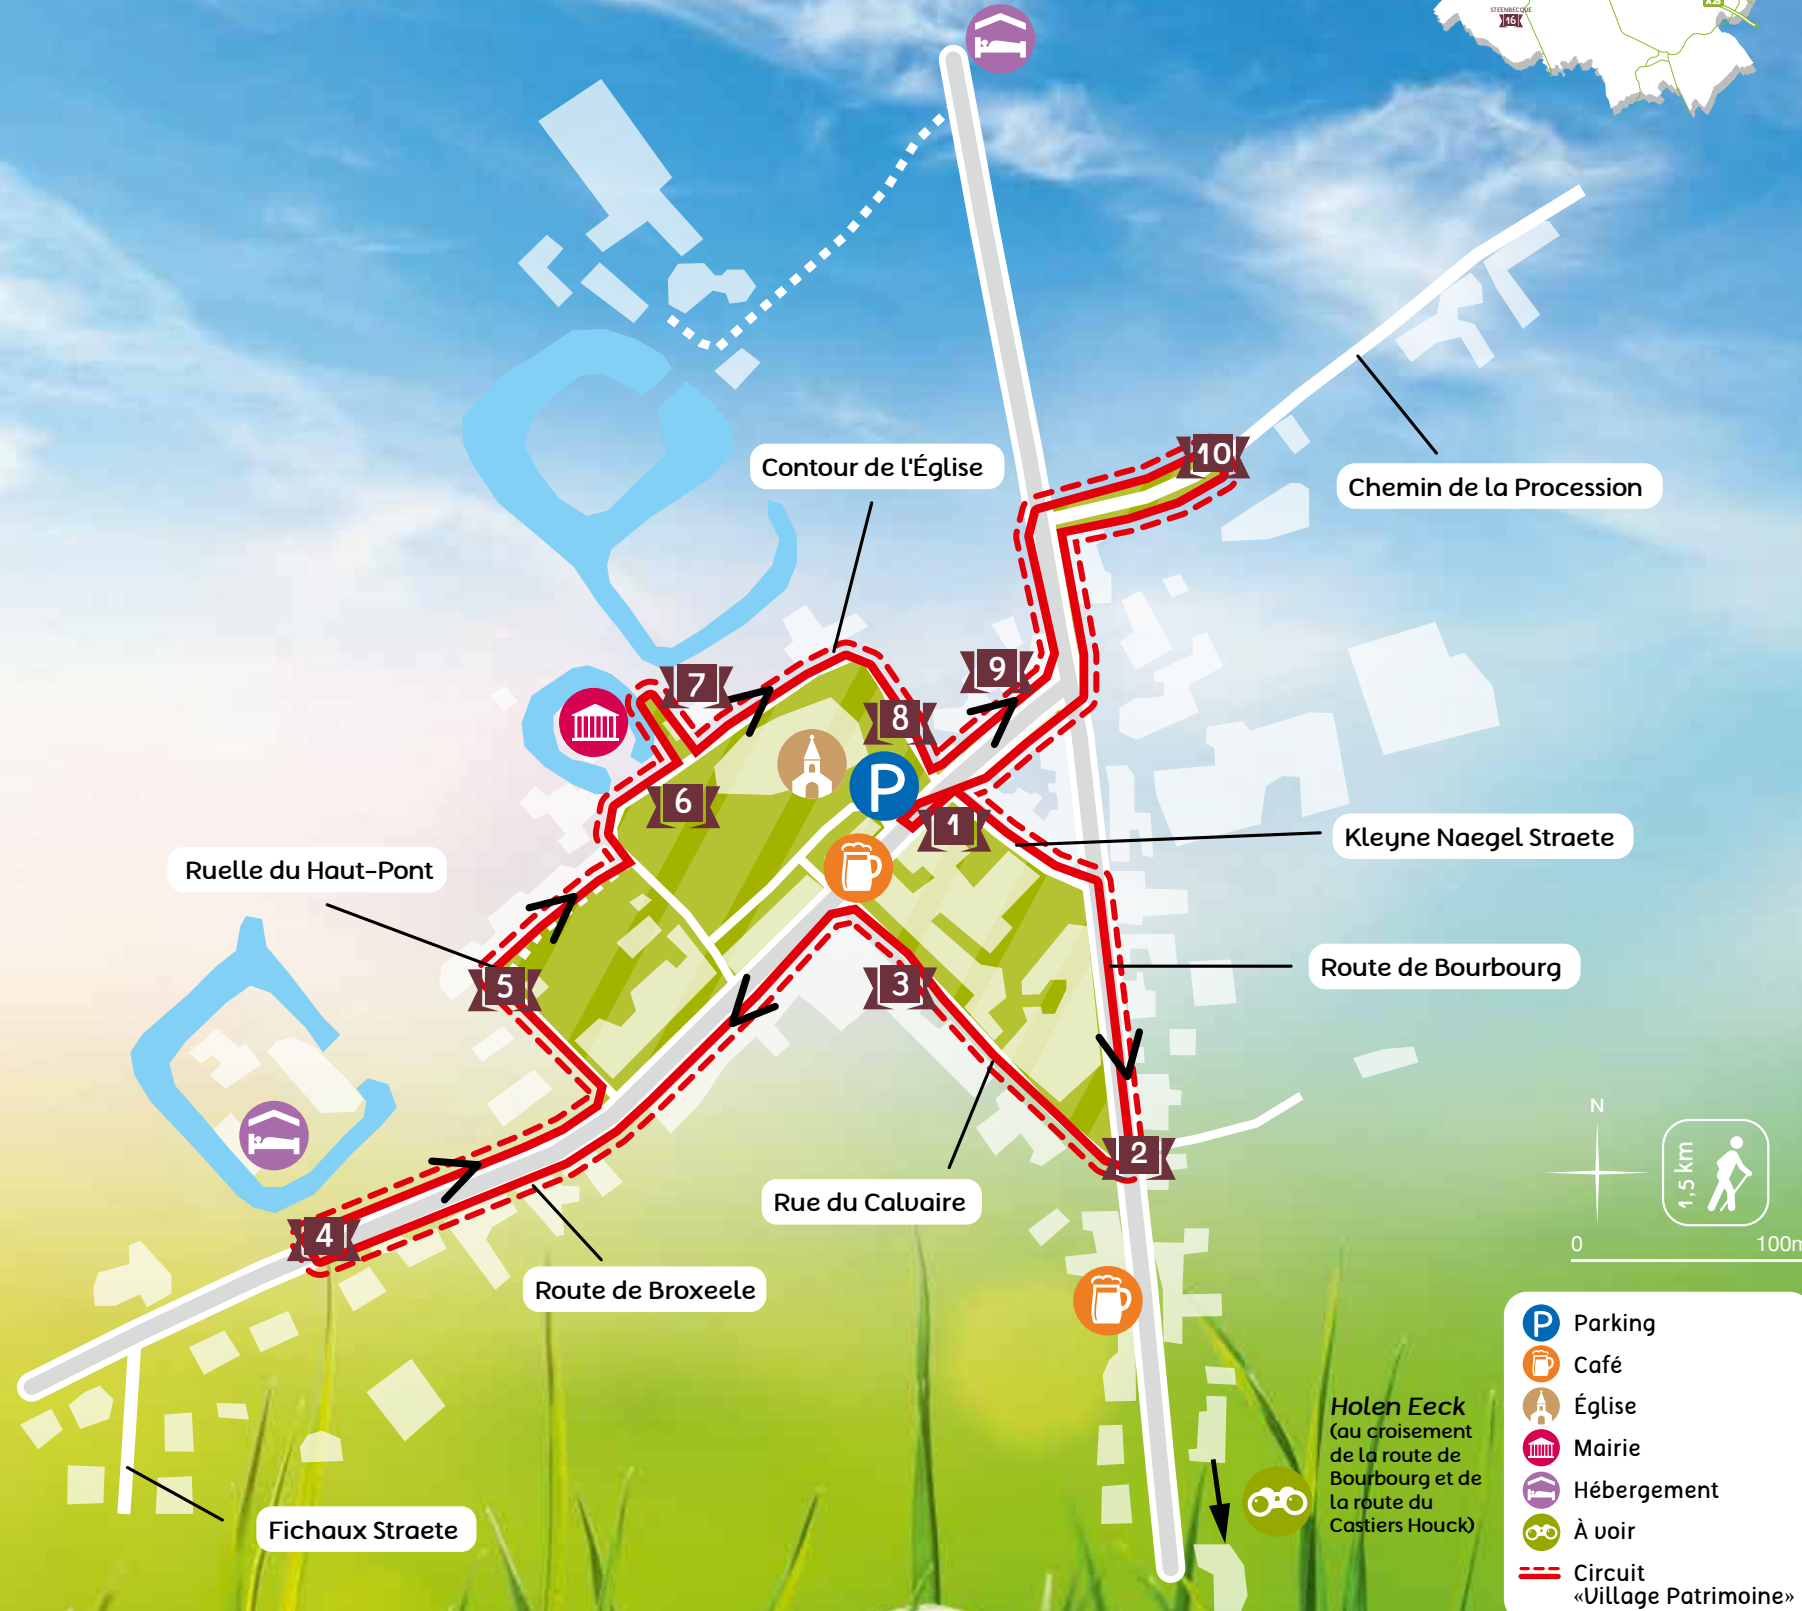 STEENBECQUE
16
A25
10
Contour de l'Église
Chemin de la Procession
7
9
8
P
6
1
Kleyne Naegel Straete
Ruelle du Haut-Pont
Route de Bourbourg
5
3
N
2
1,5 km
Rue du Calvaire
4
0 100m
Route de Broxeele
P Parking
Café
Église
Mairie
Hébergement
À voir
Circuit
«Village Patrimoine»
Holen Eeck
(au croisement
de la route de
Bourbourg et de
la route du
Castiers Houck)
Fichaux Straete